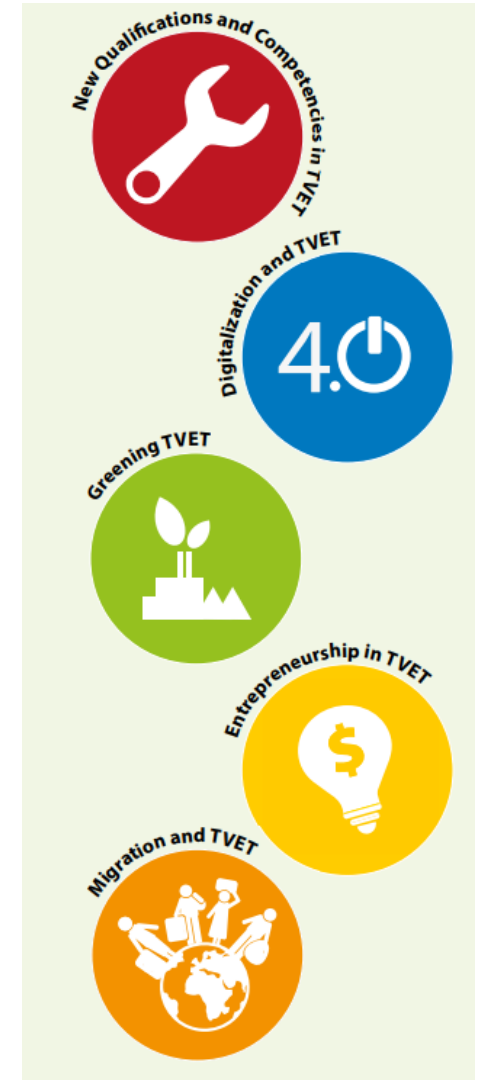 New Qualifications and Competencies in TVET
Digitalization and TVET
4.0
Greening TVET
Entrepreneurship in TVET
$
Migration and TVET